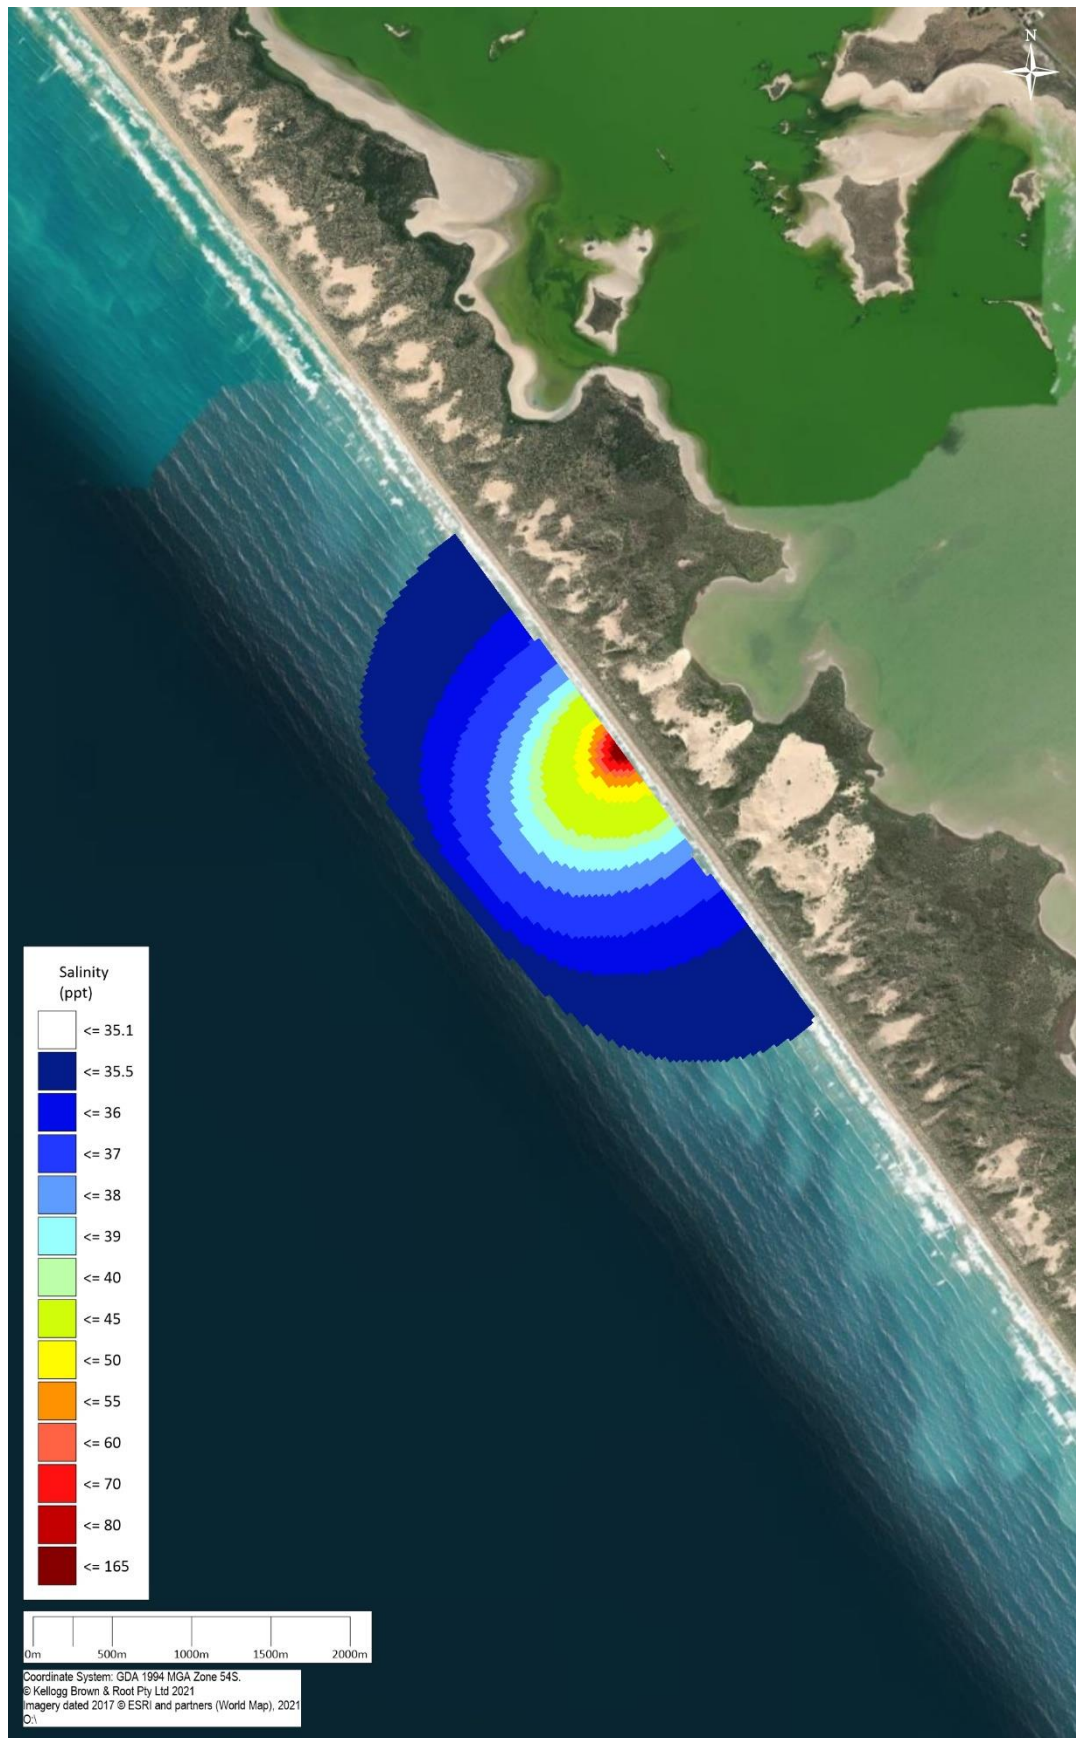 N
Salinity
(ppt)
<= 35.1
<= 35.5
<= 36
<= 37
<= 38
<= 39
<= 40
<= 45
<= 50
<= 55
<= 60
<= 70
<= 80
<= 165
0m 500m 1000m 1500m 2000m
Coordinate System: GDA 1994 MGA Zone 54S.
© Kellogg Brown & Root Pty Ltd 2021
Imagery dated 2017 © ESRI and partners (World Map), 2021
O:\